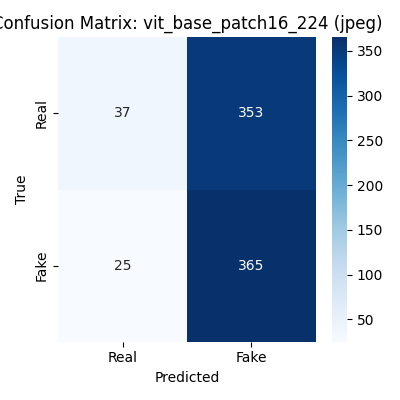 Confusion Matrix: vit_base_patch16_224 (jpeg)
True
Real
37
353
350
300
250
200
150
100
50
Fake
25
365
Real
Fake
Predicted